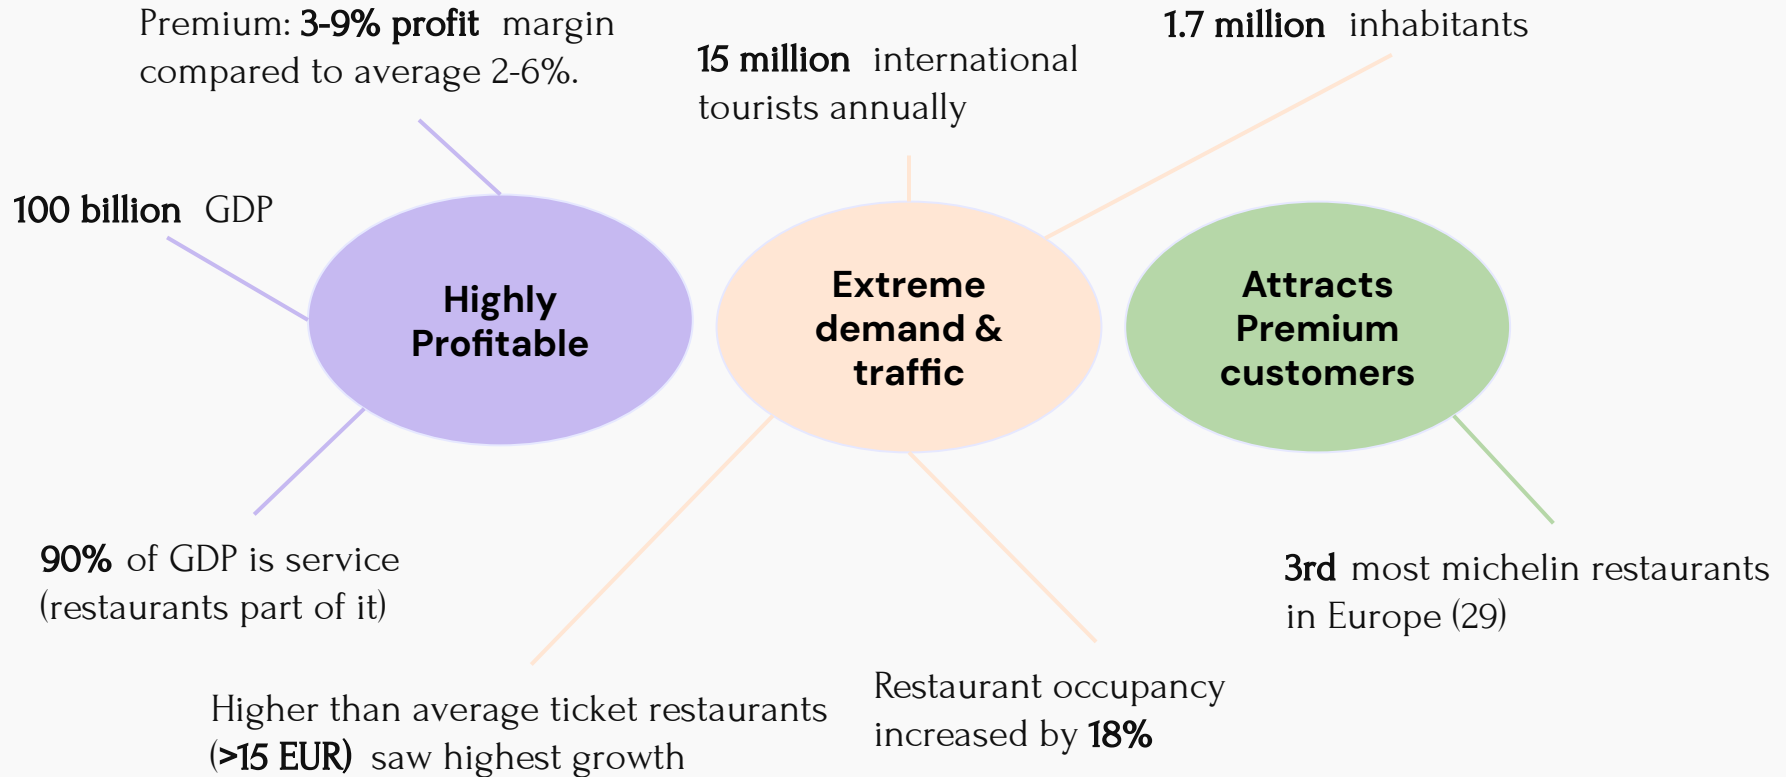 Premium: 3-9% profit margin
compared to average 2-6%.
15 million international
tourists annually
1.7 million inhabitants
100 billion GDP
Highly
Profitable
Extreme
demand &
traffic
Attracts
Premium
customers
90% of GDP is service
(restaurants part of it)
3rd most michelin restaurants
in Europe (29)
Higher than average ticket restaurants
(>15 EUR) saw highest growth
Restaurant occupancy
increased by 18%